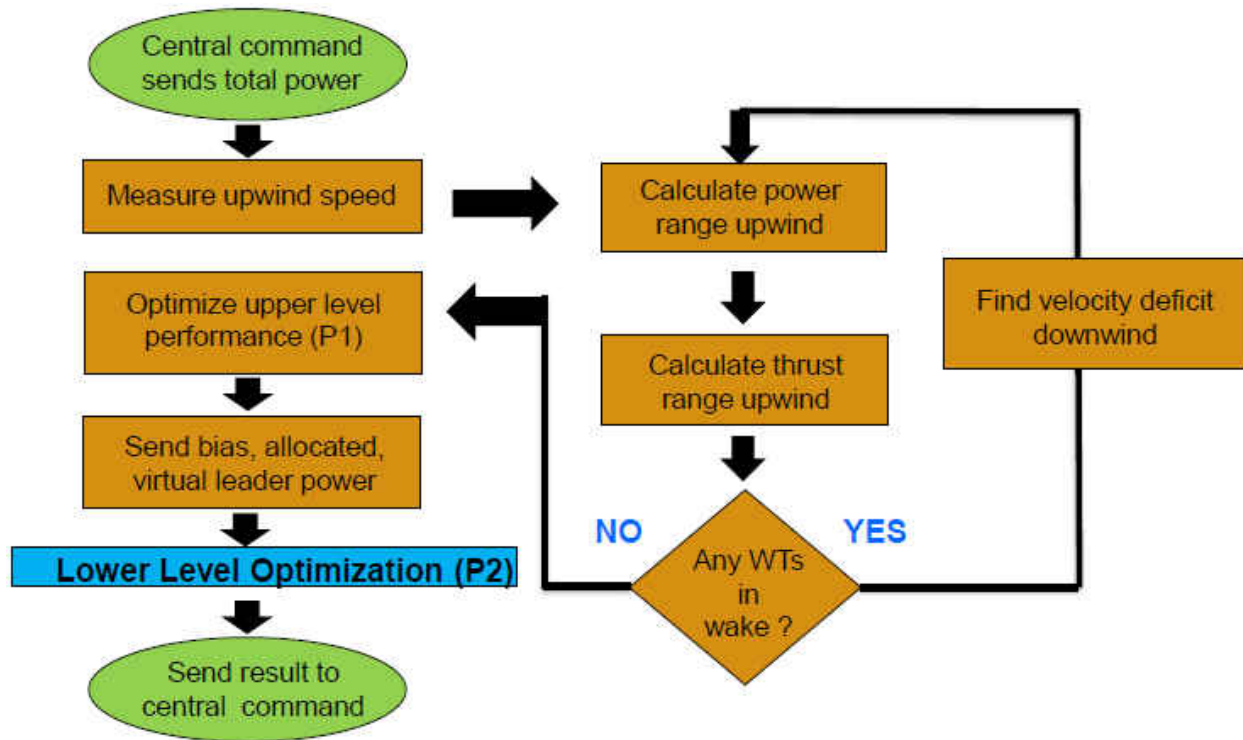 Central command
sends total power
Measure upwind speed
Calculate power
range upwind
Calculate thrust
range upwind
Any WTs
in
wake ?
YES
Find velocity deficit
downwind
NO
Optimize upper level
performance (P1)
Send bias, allocated,
virtual leader power
Lower Level Optimization (P2)
Send result to
central command